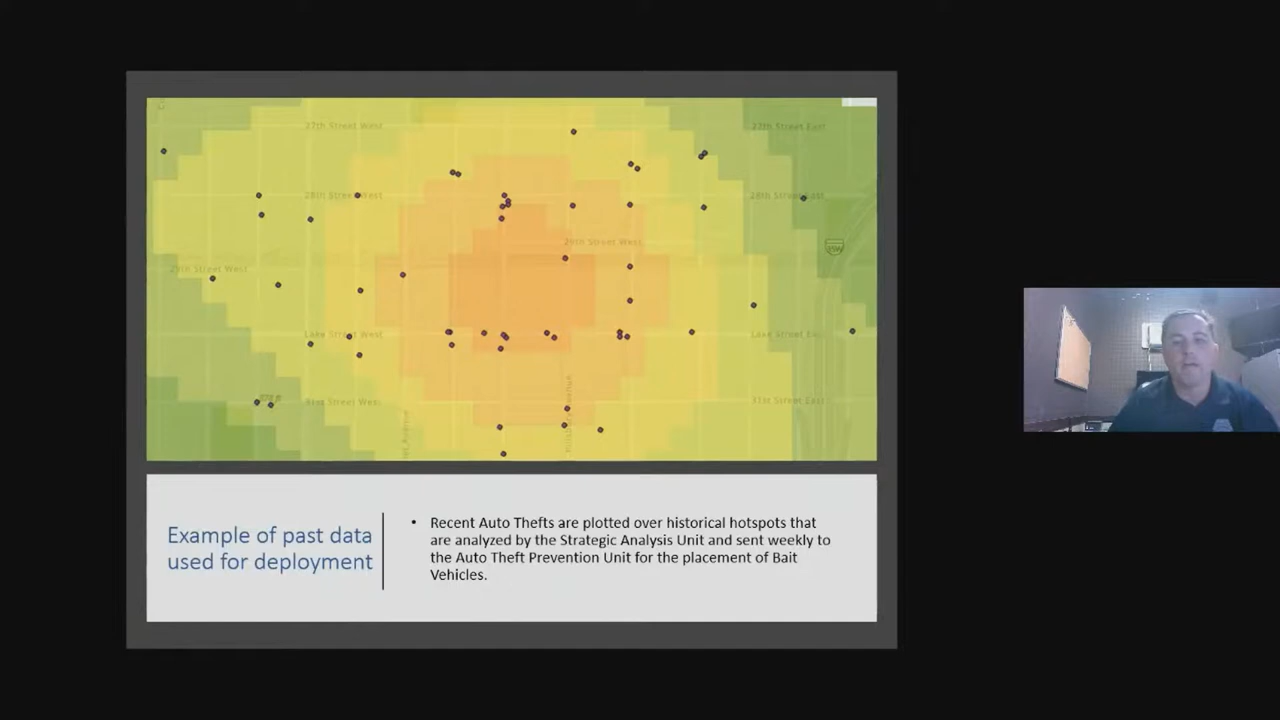 27th Street West
27th Street East
28th Street West
28th Street East
29th Street West
29th Street West
35W
Lake Street West
Lake Street East
31st Street West
31st Street East
Example of past data
used for deployment
• Recent Auto Thefts are plotted over historical hotspots that
are analyzed by the Strategic Analysis Unit and sent weekly to
the Auto Theft Prevention Unit for the placement of Bait
Vehicles.